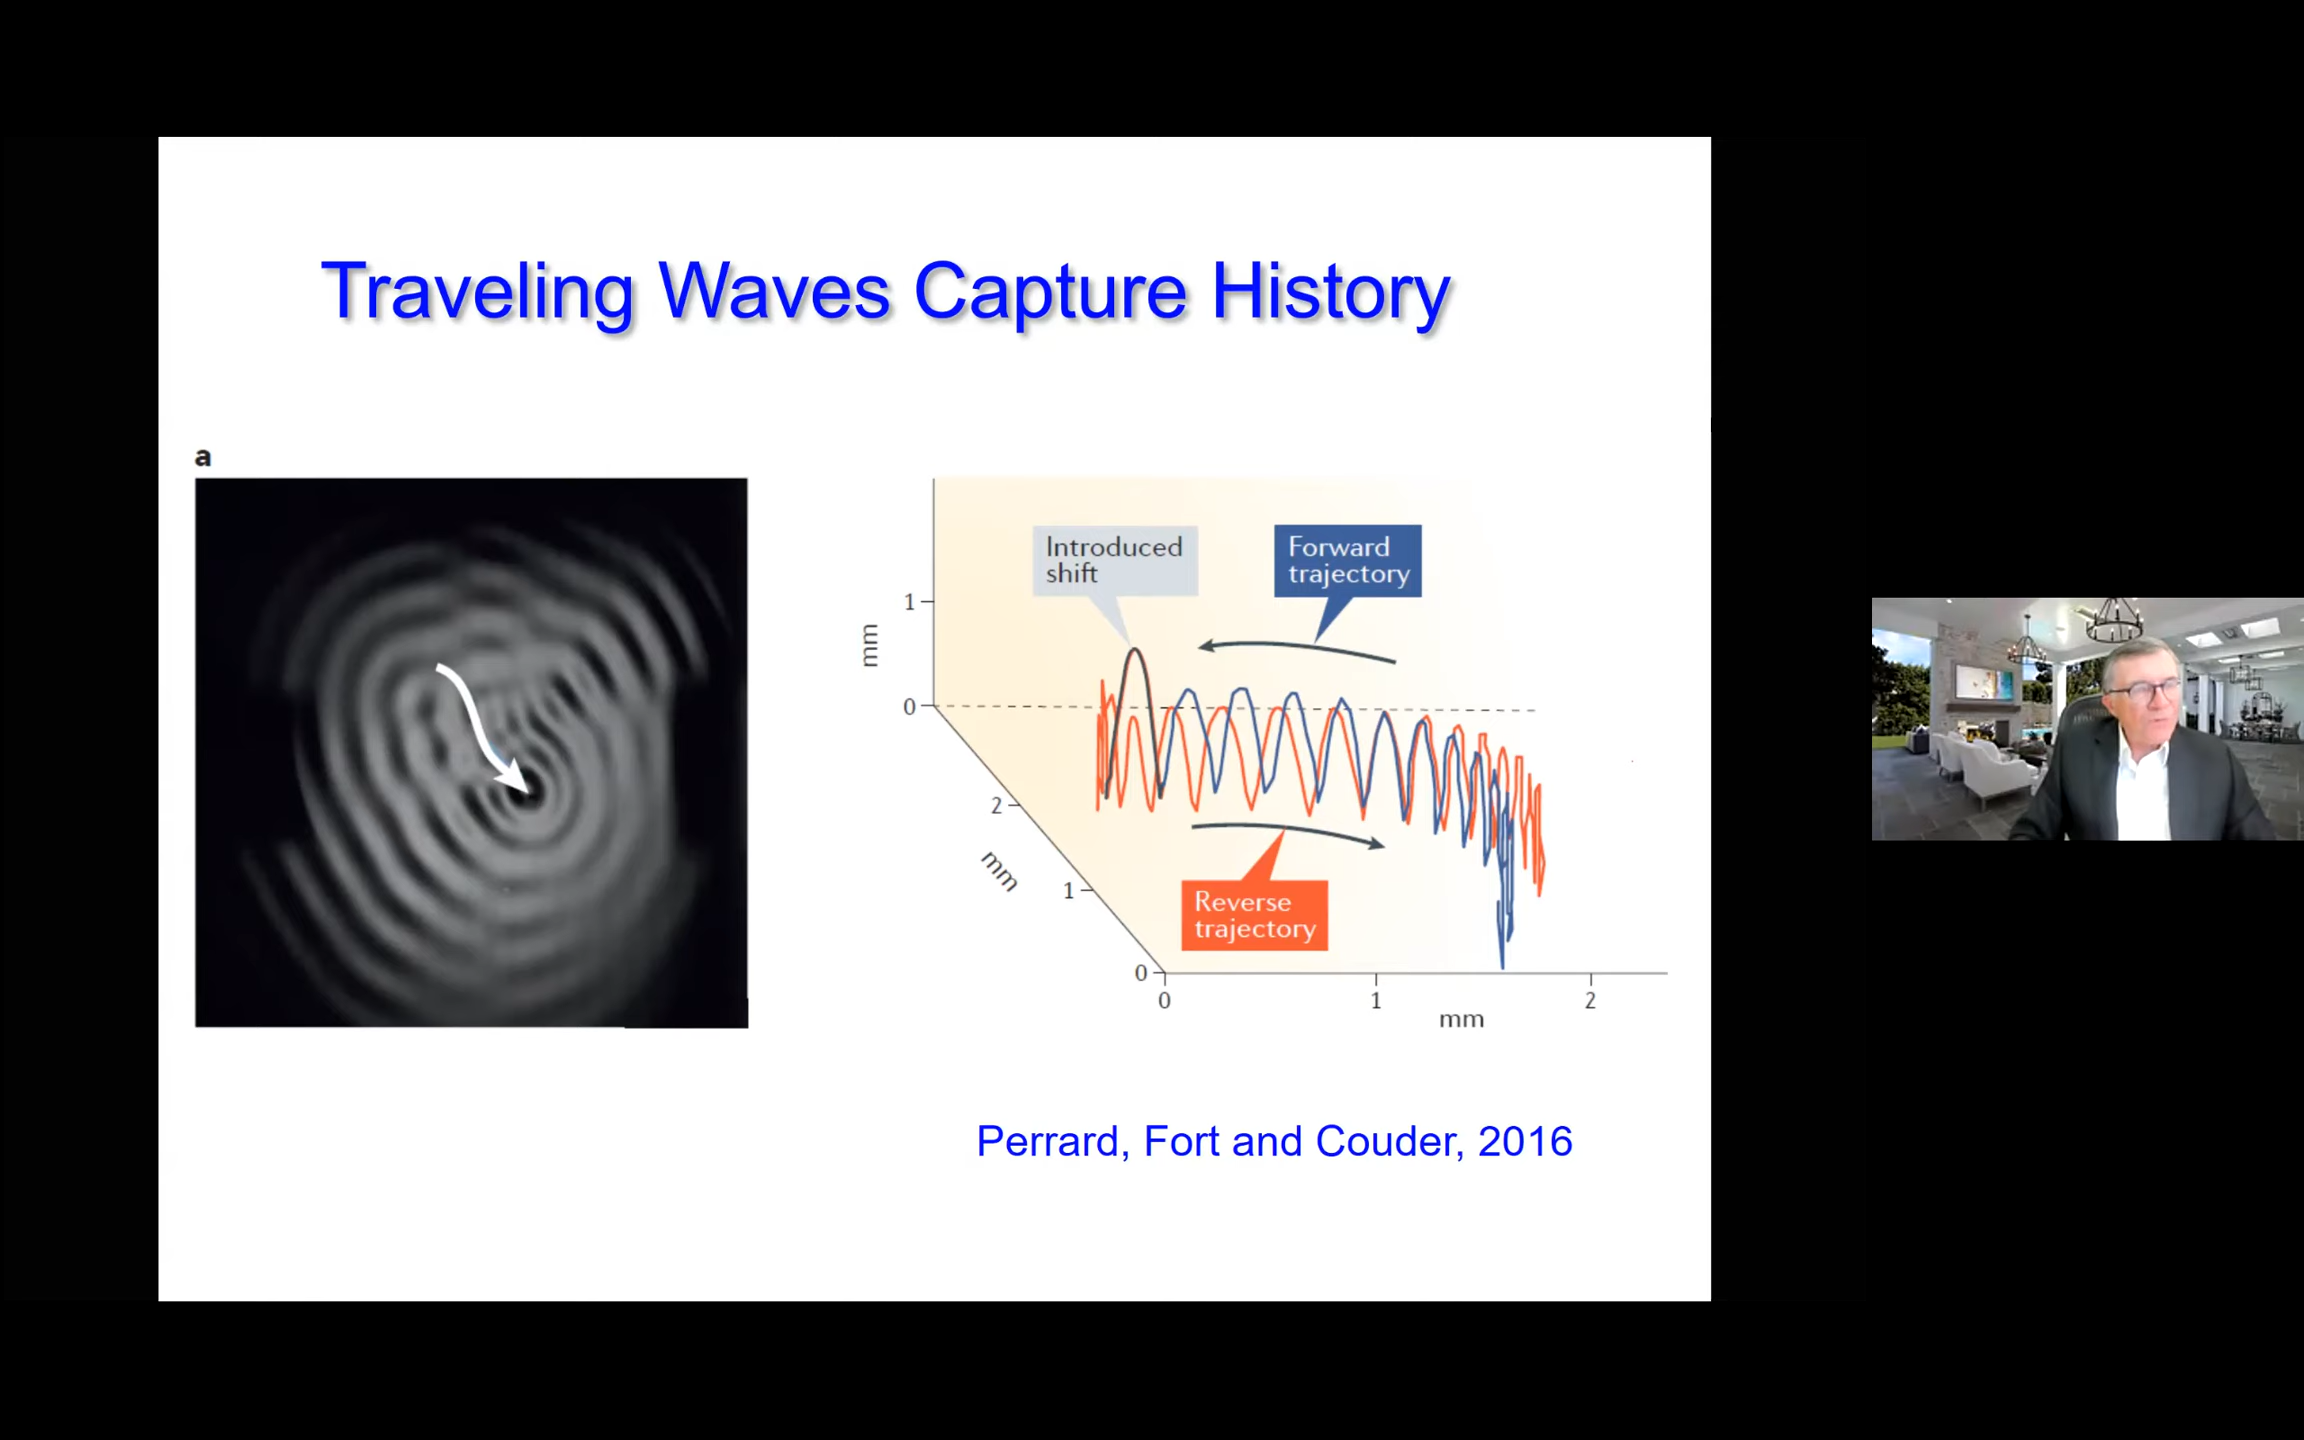 Traveling Waves Capture History
a
Introduced
shift
Forward
trajectory
1
mm
0
2
mm
1
Reverse
trajectory
0
0
1
2
mm
Perrard, Fort and Couder, 2016